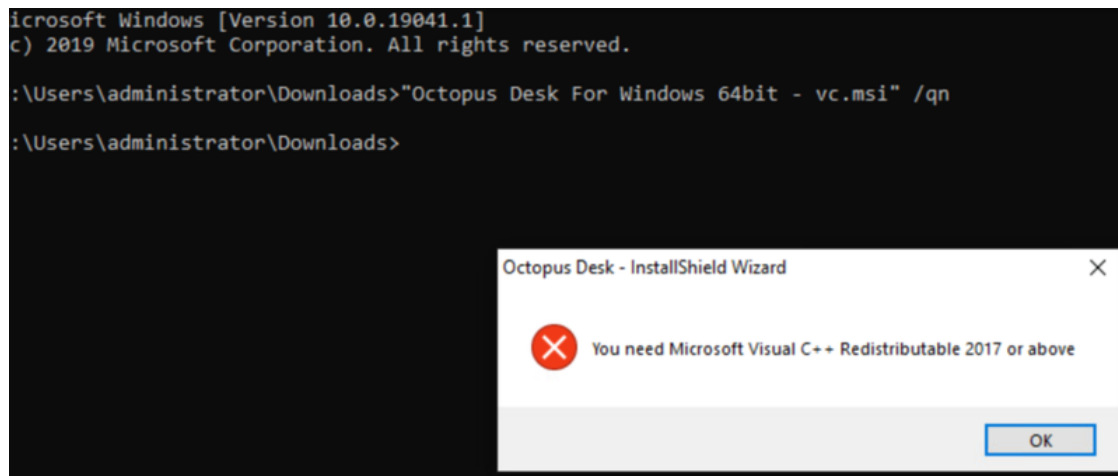 icrosoft Windows [Version 10.0.19041.1]
c) 2019 Microsoft Corporation. All rights reserved.
:\Users\administrator\Downloads>"Octopus Desk For Windows 64bit - vc.msi" /qn
:\Users\administrator\Downloads>
Octopus Desk - InstallShield Wizard
You need Microsoft Visual C++ Redistributable 2017 or above
OK